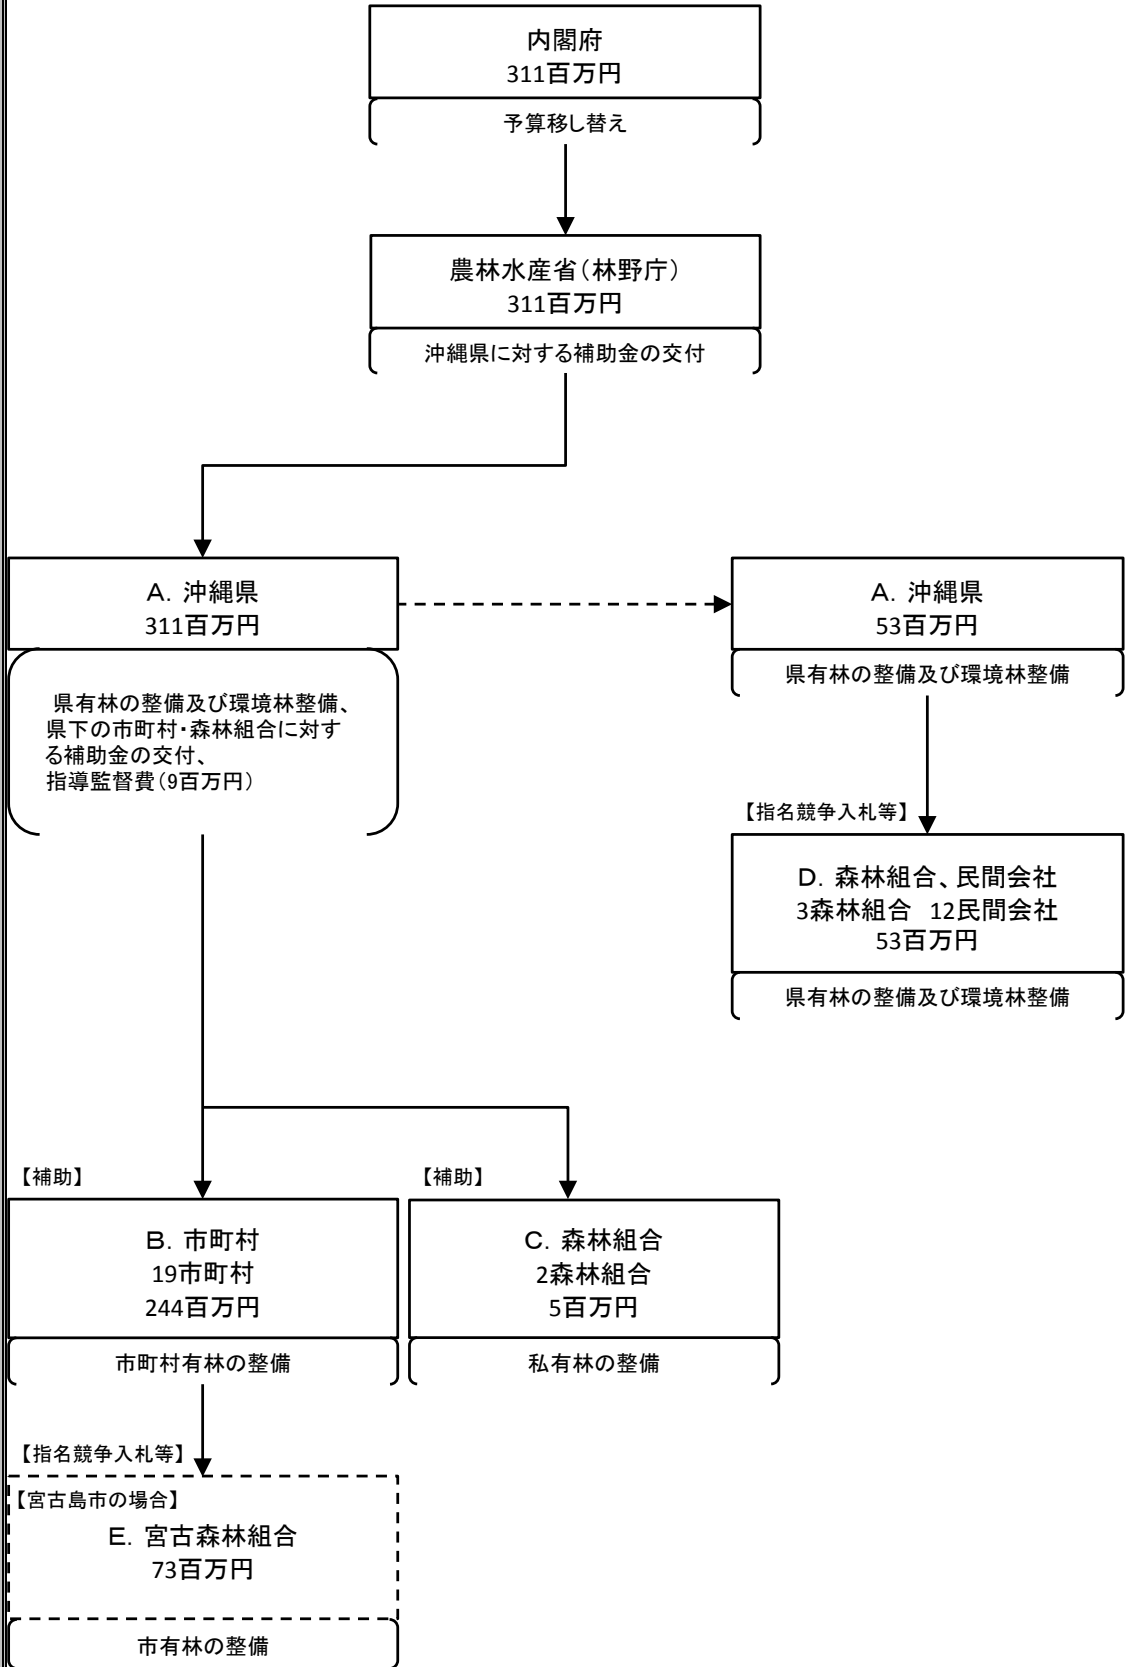 内閣府
311百万円
予算移し替え
農林水産省(林野庁)
311百万円
沖縄県に対する補助金の交付
A. 沖縄県
311百万円
県有林の整備及び環境林整備、
県下の市町村・森林組合に対す
る補助金の交付、
指導監督費(9百万円)
A. 沖縄県
53百万円
県有林の整備及び環境林整備
【指名競争入札等】
D. 森林組合、民間会社
3森林組合 12民間会社
53百万円
県有林の整備及び環境林整備
【補助】
B. 市町村
19市町村
244百万円
市町村有林の整備
【補助】
C. 森林組合
2森林組合
5百万円
私有林の整備
【指名競争入札等】
【宮古島市の場合】
E. 宮古森林組合
73百万円
市有林の整備